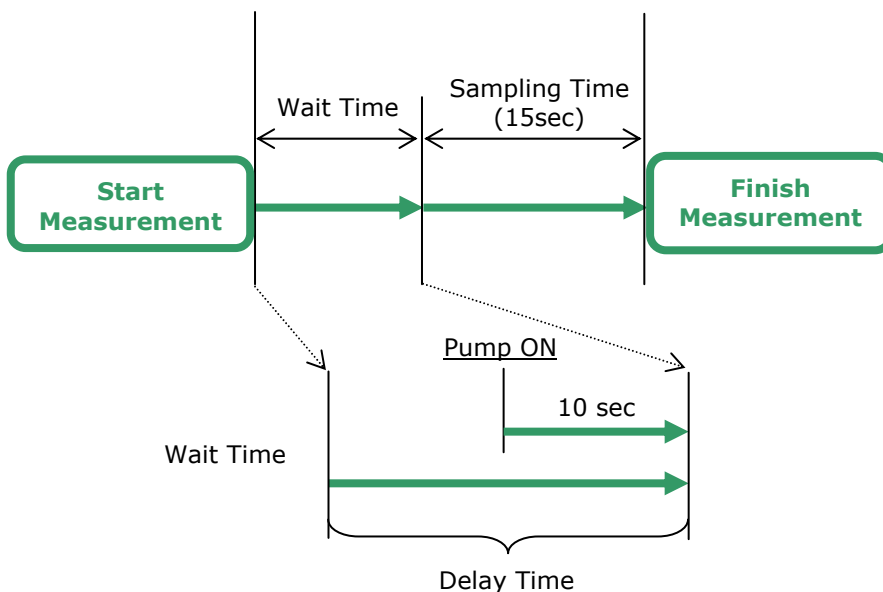 Wait Time
Sampling Time
(15sec)
Start
Measurement
Finish
Measurement
Pump ON
10 sec
Wait Time
Delay Time